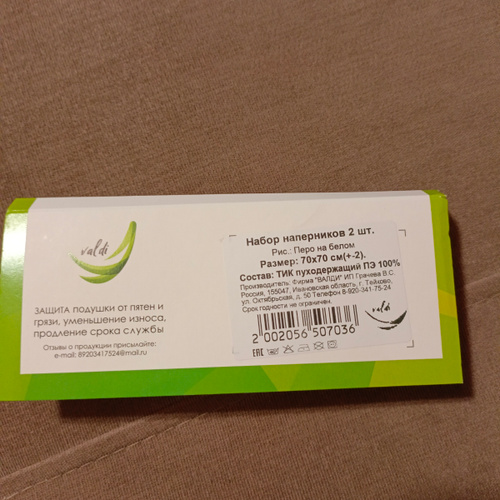 valdi
ЗАЩИТА ПОДУШКИ ОТ ПЯТЕН И
ГРЯЗИ, УМЕНЬШЕНИЕ ИЗНОСА,
ПРОДЛЕНИЕ СРОКА СЛУЖБЫ
Отзывы о продукции присылайте:
e-mail: 89203417524@mail.ru
Набор наперников 2 шт.
Рис.: Перо на белом
Размер: 70х70 см(+-2).
Состав: ТИК пуходержащий ПЭ 100%
Производитель: Фирма "ВАЛДИ" ИП Грачева В.С.
Россия, 155047, Ивановская область, г. Тейково,
ул. Октябрьская, д. 50 Телефон 8-920-341-75-24
Срок годности не ограничен.
2 002056 507036
EAC
valdi